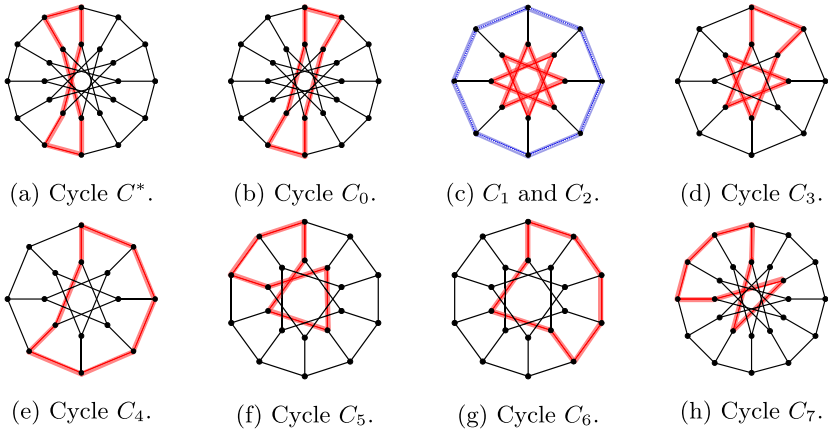 (a) Cycle C*. (b) Cycle C₀. (c) C₁ and C₂. (d) Cycle C₃.
(e) Cycle C₄. (f) Cycle C₅. (g) Cycle C₆. (h) Cycle C₇.